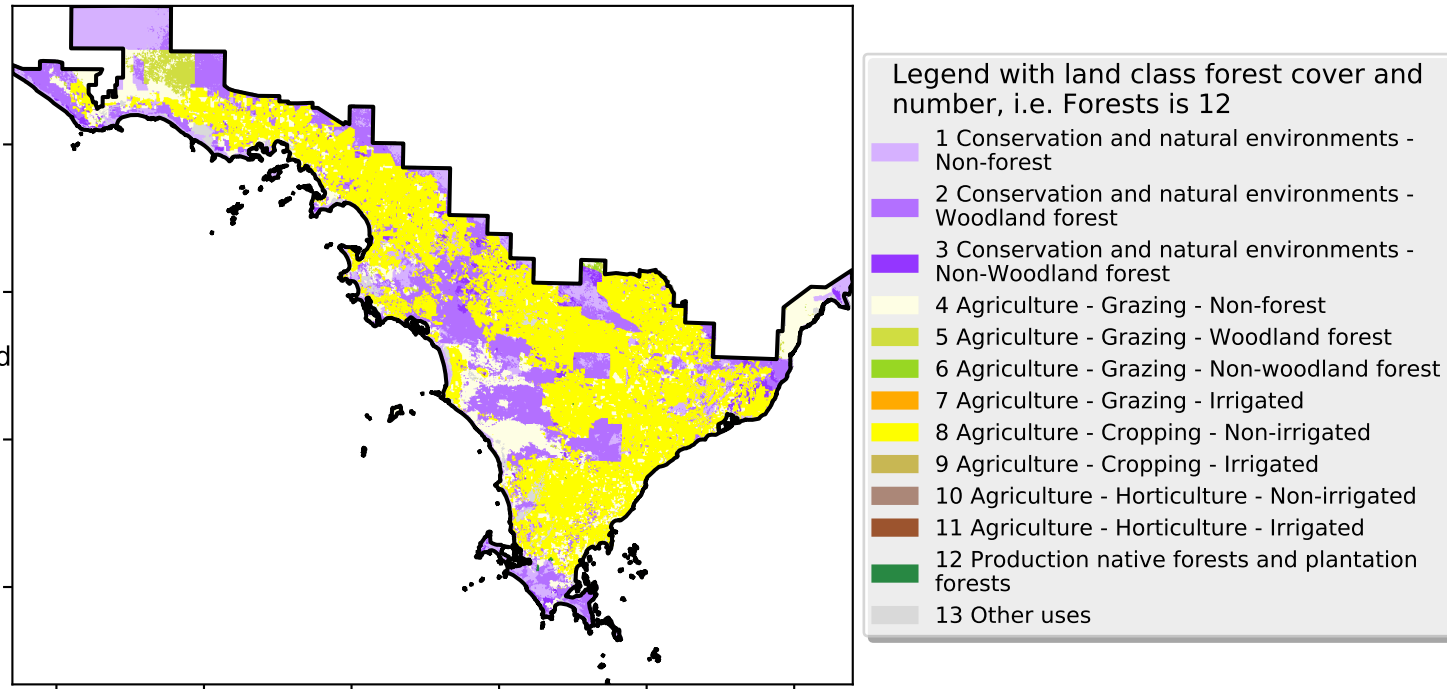 Legend with land class forest cover and
number, i.e. Forests is 12
1 Conservation and natural environments -
Non-forest
2 Conservation and natural environments -
Woodland forest
3 Conservation and natural environments -
Non-Woodland forest
4 Agriculture - Grazing - Non-forest
5 Agriculture - Grazing - Woodland forest
6 Agriculture - Grazing - Non-woodland forest
7 Agriculture - Grazing - Irrigated
8 Agriculture - Cropping - Non-irrigated
d
9 Agriculture - Cropping - Irrigated
10 Agriculture - Horticulture - Non-irrigated
11 Agriculture - Horticulture - Irrigated
12 Production native forests and plantation
forests
13 Other uses